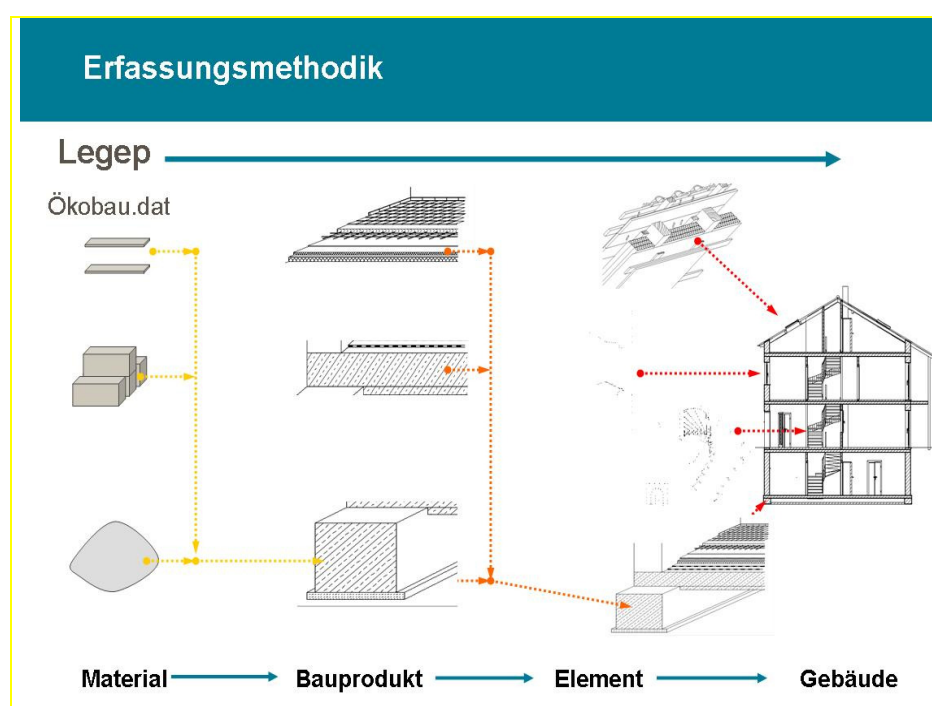 Erfassungsmethodik
Legep
Ökobau.dat
Material Bauprodukt Element Gebäude